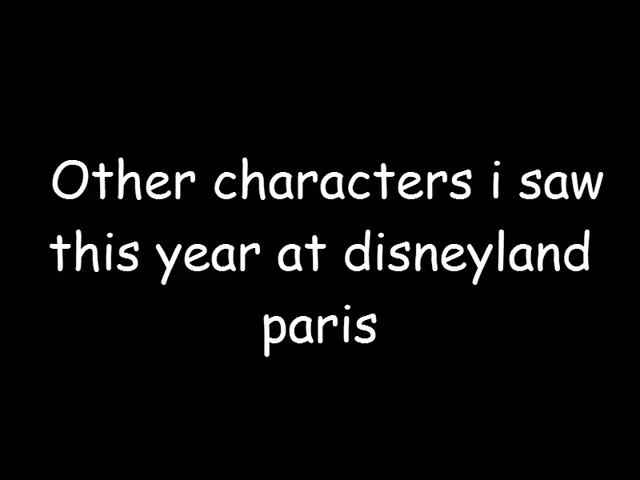 Other characters i saw
this year at disneyland
paris